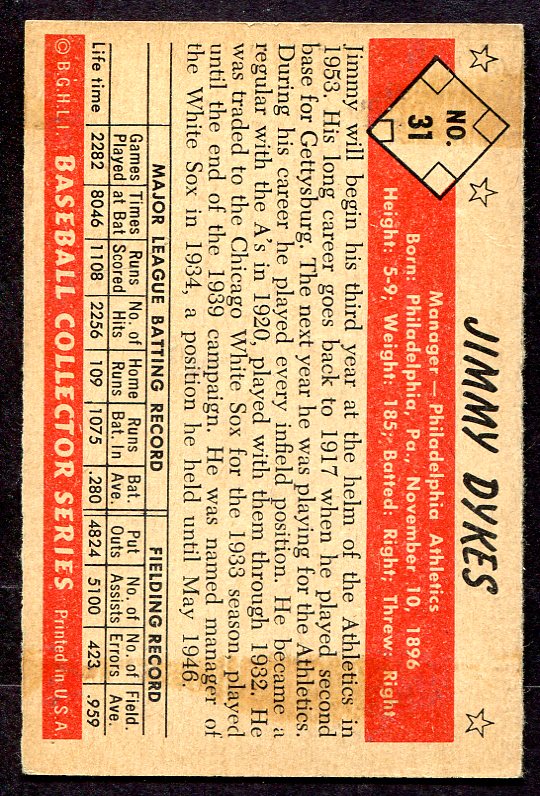 JIMMY DYKES
NO.
31
Manager — Philadelphia Athletics
Born: Philadelphia, Pa., November 10, 1896
Height: 5-9; Weight: 185; Batted: Right; Threw: Right
Jimmy will begin his third year at the helm of the Athletics in
1953. His long career goes back to 1917 when he played second
base for Gettysburg. The next year he was playing for the Athletics.
During his career he played every infield position. He became a
regular with the A's in 1920, played with them through 1932. He
was traded to the Chicago White Sox for the 1933 season, played
until the end of the 1939 campaign. He was named manager of
the White Sox in 1934, a position he held until May 1946.
MAJOR LEAGUE BATTING RECORD FIELDING RECORD
Games Times Runs No. of Home Runs Bat. Put No. of No. of Field.
Played at Bat Scored Hits Runs Bat. In Ave. Outs Assists Errors Ave.
Life time 2282 8046 1108 2256 109 1075 .280 4824 5100 423 .959
© B.G.H.L.I. BASEBALL COLLECTOR SERIES Printed in U.S.A.